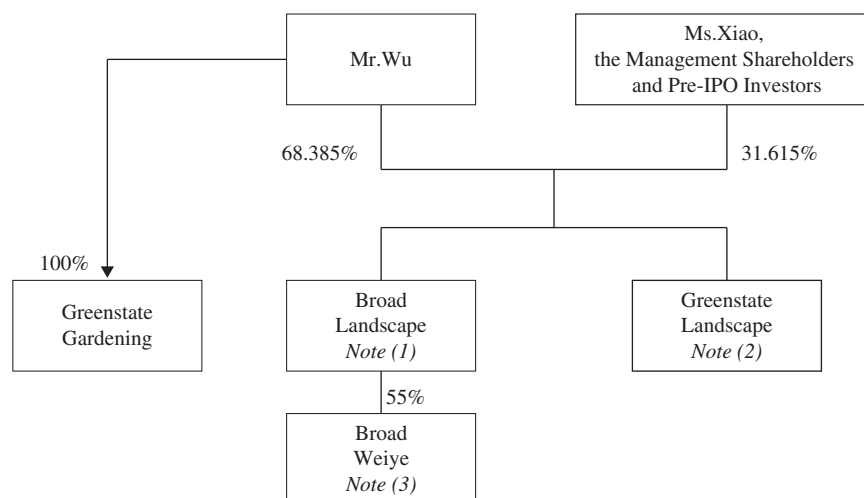 Mr.Wu
Ms.Xiao,
the Management Shareholders
and Pre-IPO Investors
68.385%
31.615%
100%
Greenstate
Gardening
Broad
Landscape
Note (1)
Greenstate
Landscape
Note (2)
55%
Broad
Weiye
Note (3)